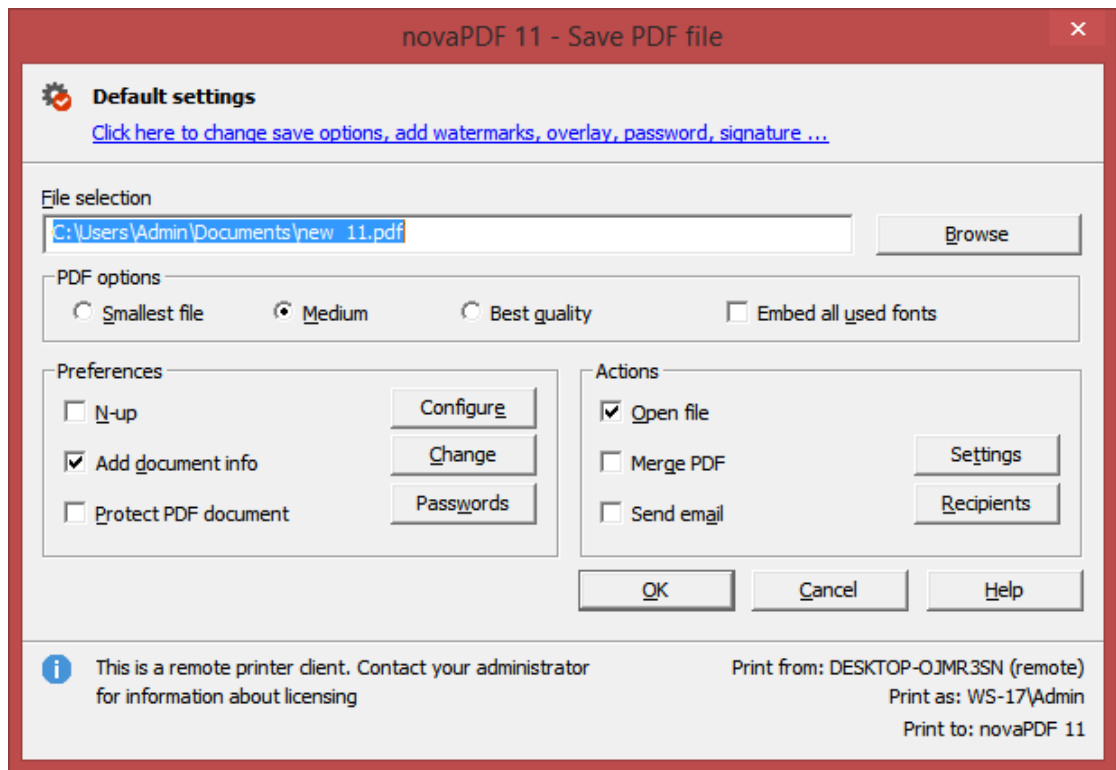 novaPDF 11 - Save PDF file
Default settings
Click here to change save options, add watermarks, overlay, password, signature ...
File selection
C:\Users\Admin\Documents\new 11.pdf
Browse
PDF options
Smallest file
Medium
Best quality
Embed all used fonts
Preferences
N-up
Configure
Add document info
Change
Protect PDF document
Passwords
Actions
Open file
Merge PDF
Settings
Send email
Recipients
OK
Cancel
Help
This is a remote printer client. Contact your administrator
for information about licensing
Print from: DESKTOP-OJMR3SN (remote)
Print as: WS-17\Admin
Print to: novaPDF 11